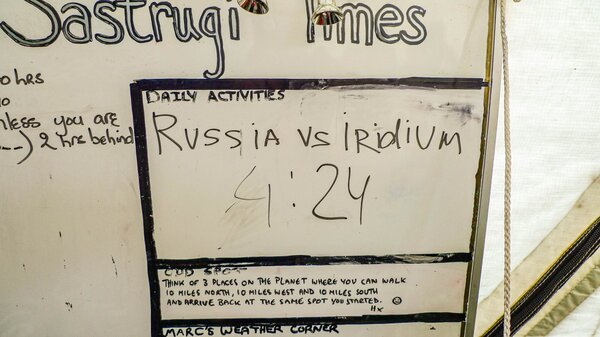 Sastrugi Times
0 hrs
nless you are
2 hrs behind
DAILY ACTIVITIES
RUSSIA VS IRIDIUM
4:24
THINK OF 3 PLACES ON THE PLANET WHERE YOU CAN WALK
10 MILES NORTH, 10 MILES WEST AND 10 MILES SOUTH
AND ARRIVE BACK AT THE SAME SPOT YOU STARTED. ☺
Hx
MARC'S WEATHER CORNER